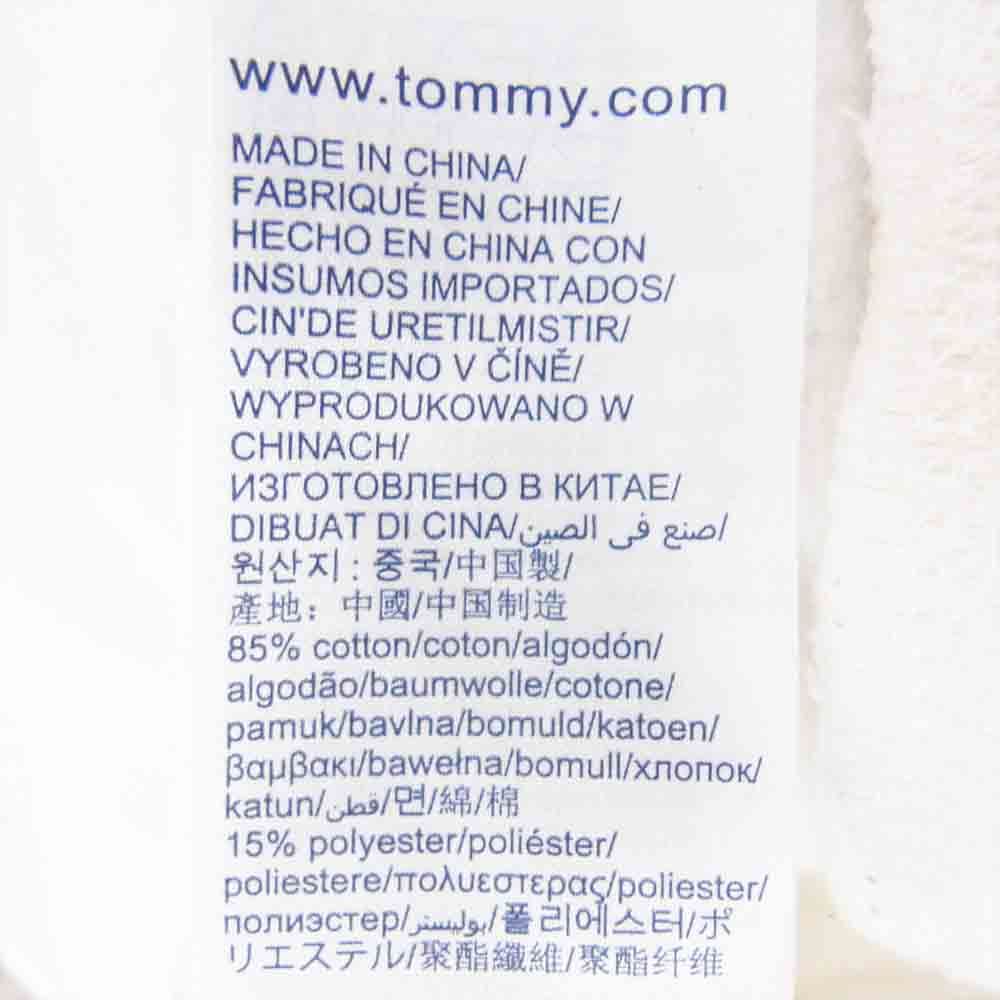 www.tommy.com
MADE IN CHINA/
FABRIQUÉ EN CHINE/
HECHO EN CHINA CON
INSUMOS IMPORTADOS/
CIN'DE URETILMISTIR/
VYROBENO V ČÍNĚ/
WYPRODUKOWANO W
CHINACH/
ИЗГОТОВЛЕНО В КИТАЕ/
DIBUAT DI CINA/صنع في الصين/
원산지 : 중국/中国製/
產地： 中國/中国制造
85% cotton/coton/algodón/
algodão/baumwolle/cotone/
pamuk/bavlna/bomuld/katoen/
βαμβακι/bawełna/bomull/хлопок/
katun/قطن/면/綿/棉
15% polyester/poliéster/
poliestere/πολυεστερας/poliester/
полиэстер/بوليستر/폴리에스터/ポ
リエステル/聚酯纖維/聚酯纤维